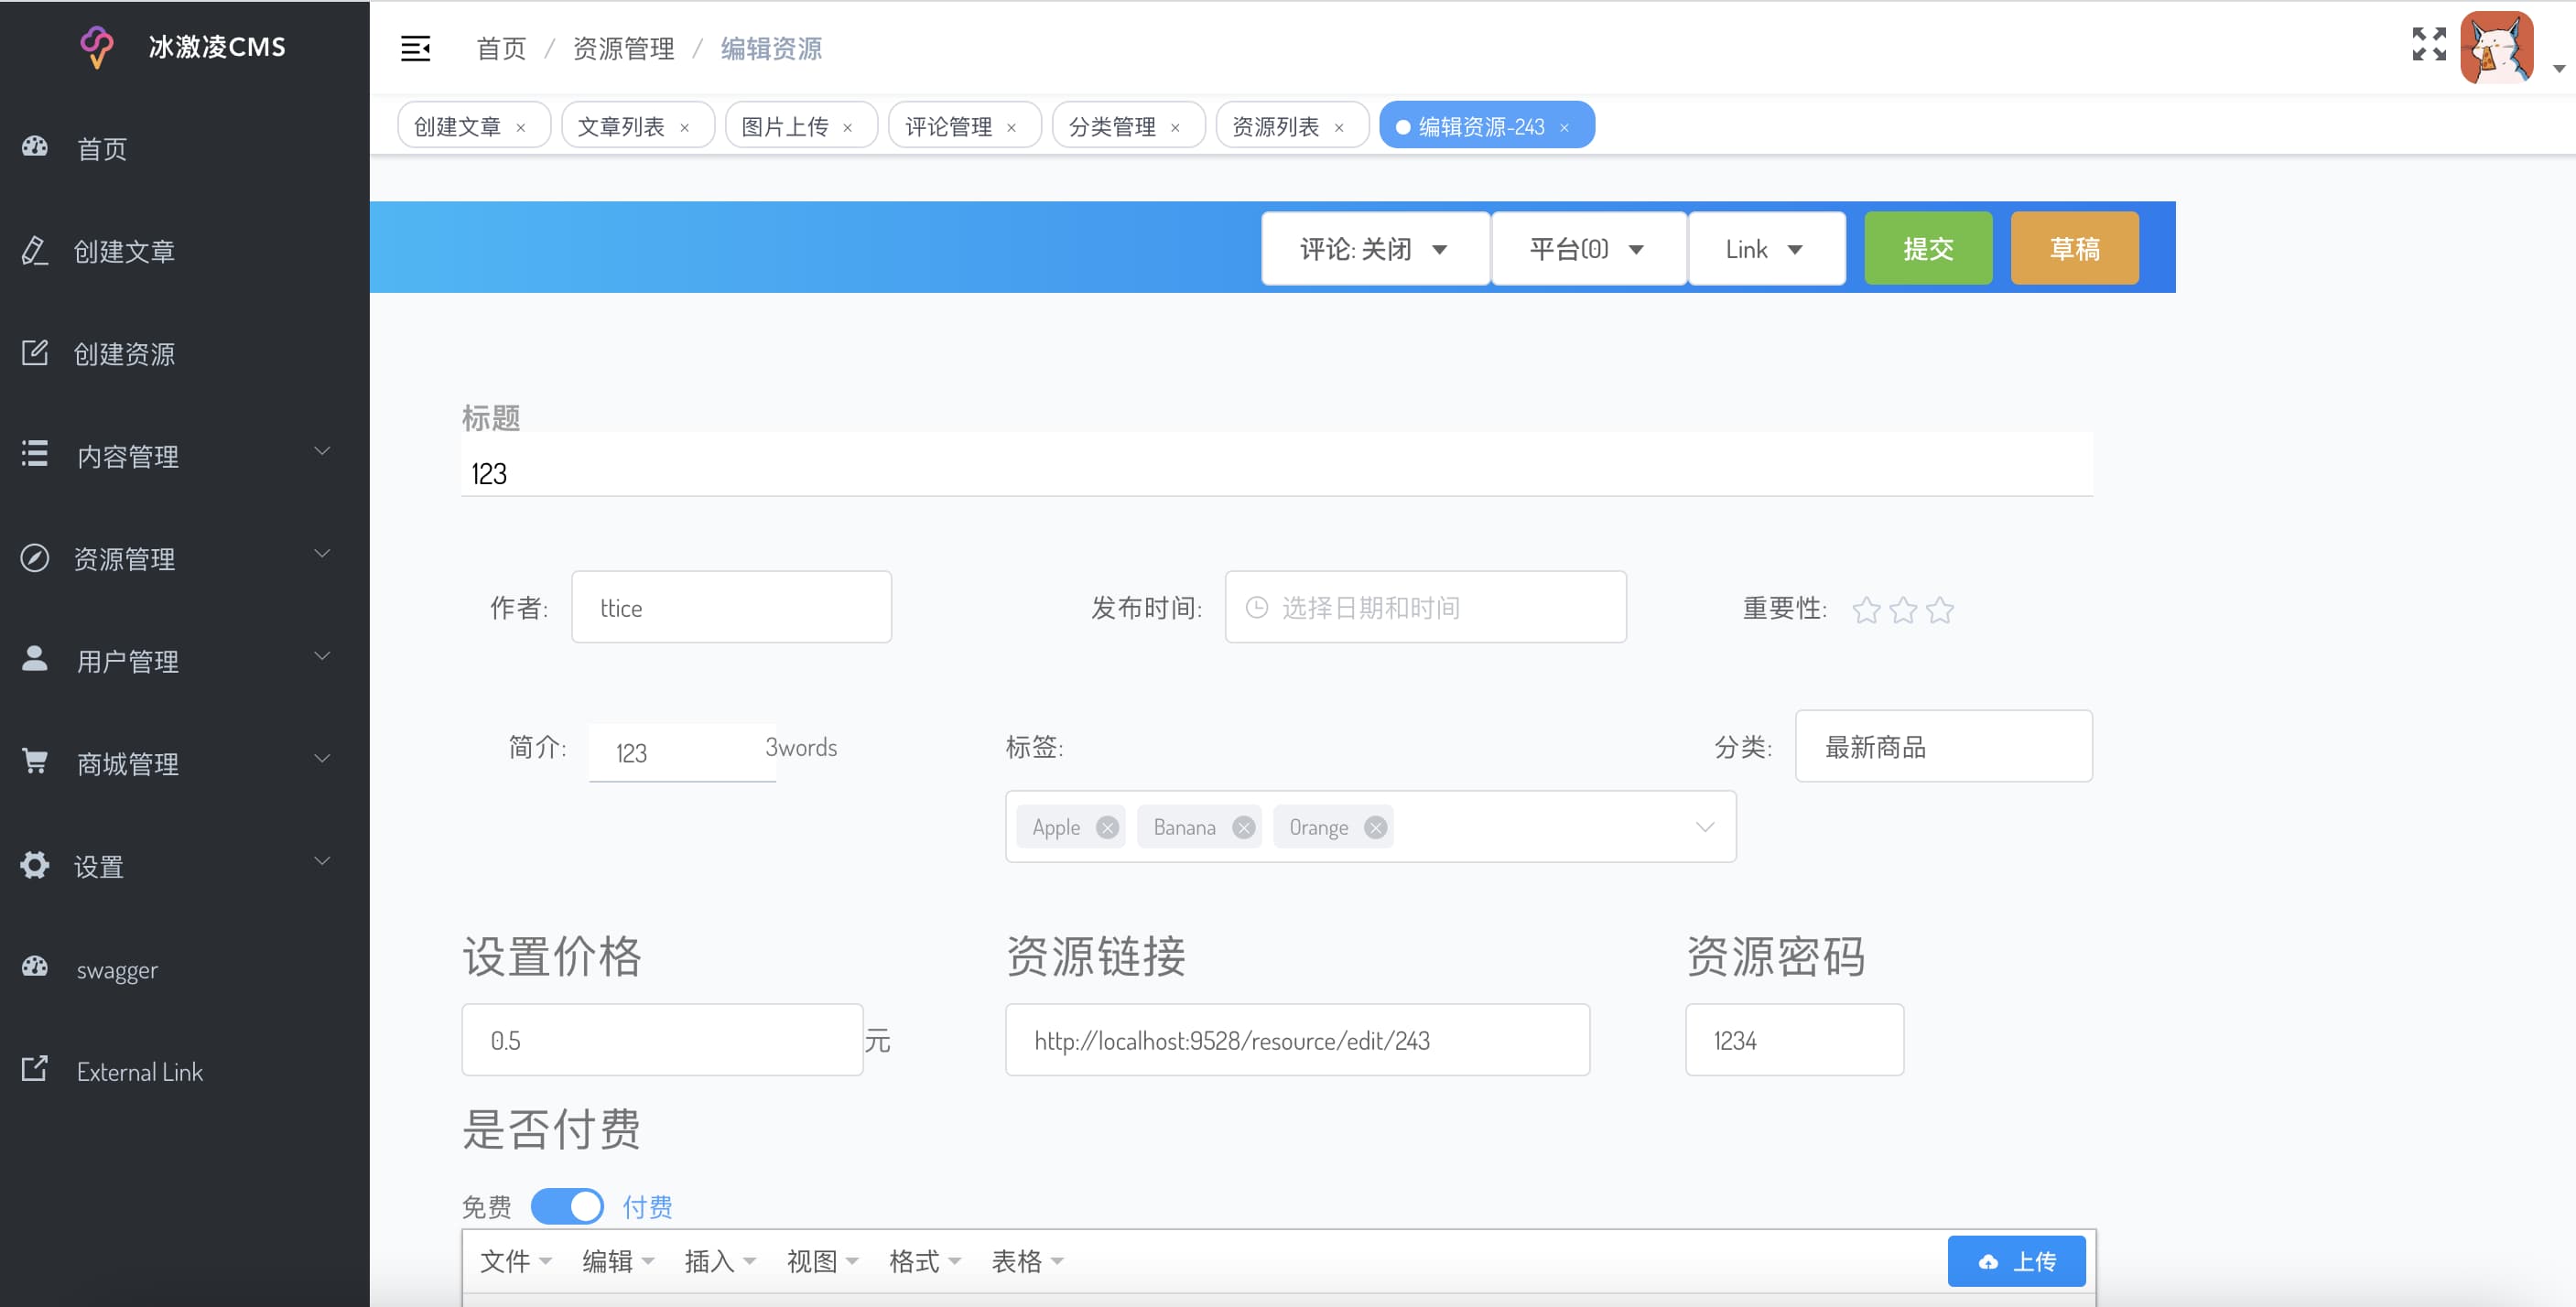 冰激凌CMS
首页 / 资源管理 / 编辑资源
创建文章 × 文章列表 × 图片上传 × 评论管理 × 分类管理 × 资源列表 × 编辑资源-243 ×
首页
创建文章
创建资源
内容管理
资源管理
用户管理
商城管理
设置
swagger
External Link
评论: 关闭 平台(0) Link 提交 草稿
标题
123
作者: ttice 发布时间: 选择日期和时间 重要性:
简介: 123 3words 标签: 分类: 最新商品
Apple Banana Orange
设置价格 资源链接 资源密码
0.5 元 http://localhost:9528/resource/edit/243 1234
是否付费
免费 付费
文件 编辑 插入 视图 格式 表格 上传